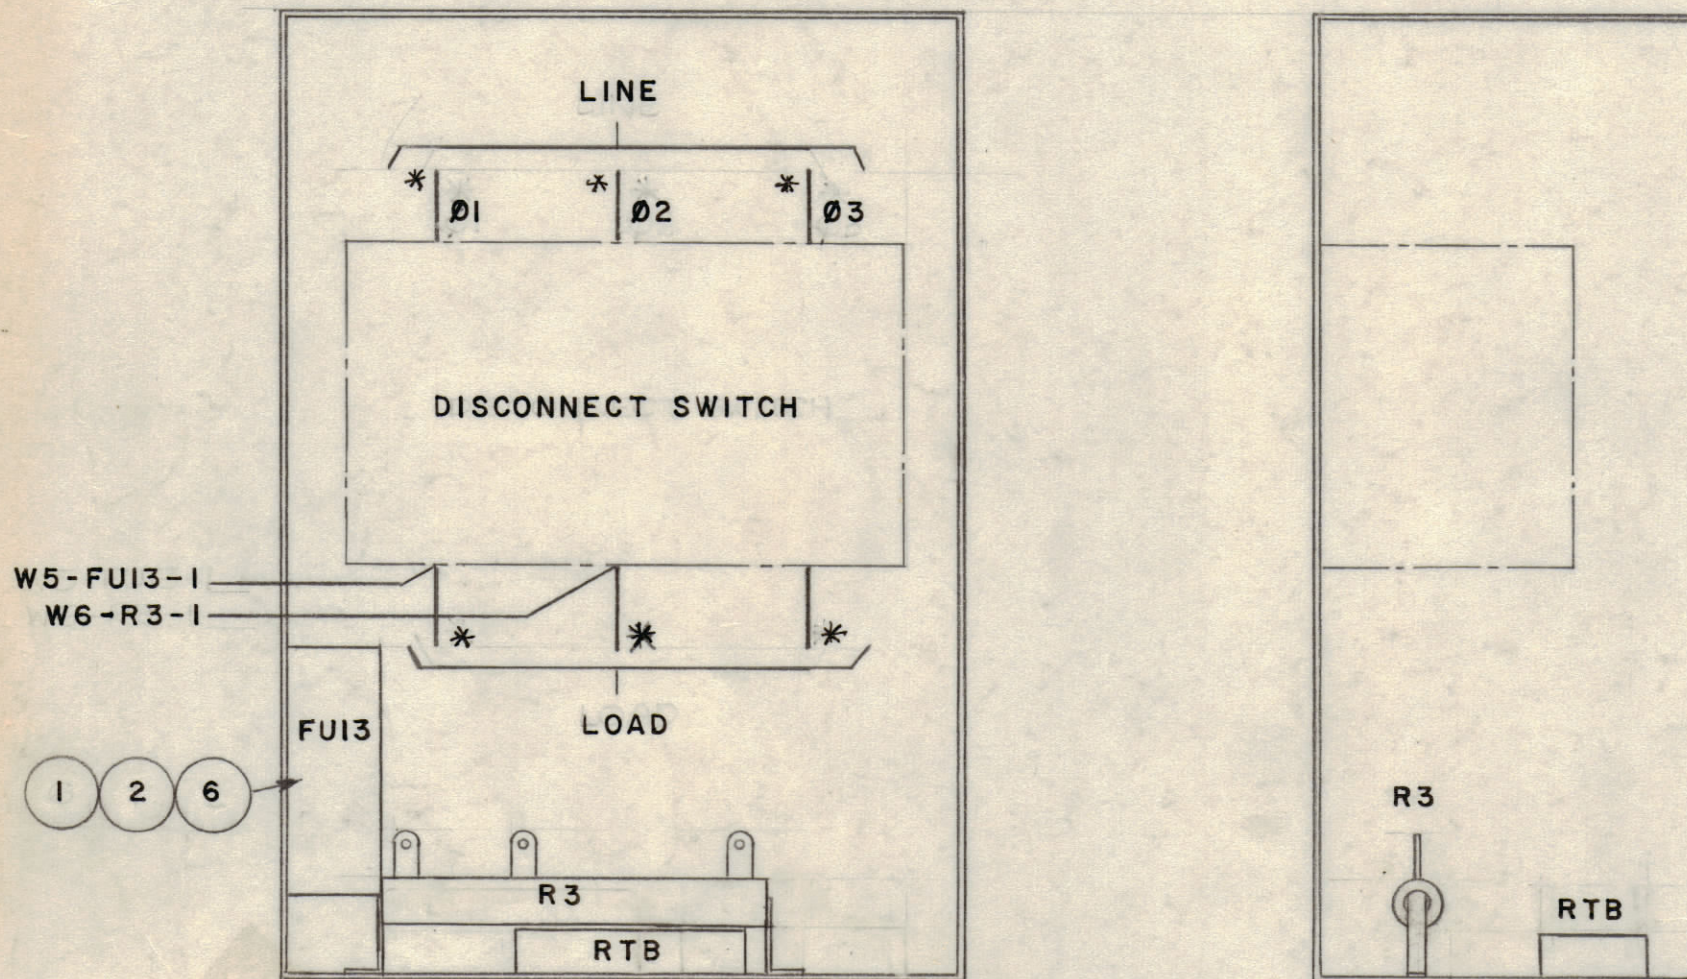 LINE
* * *
Ø1 Ø2 Ø3
DISCONNECT SWITCH
W5-FU13-1
W6-R3-1
* * *
LOAD
FU13
1 2 6
R3
RTB
R3
RTB